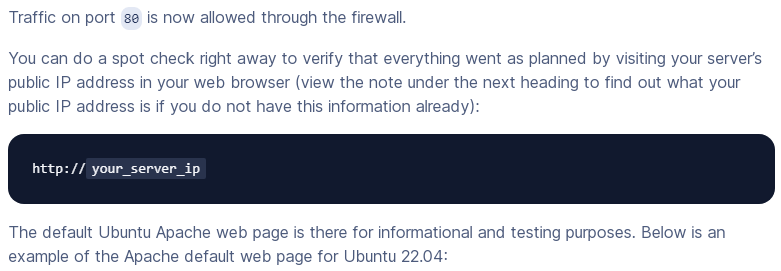 Traffic on port 80 is now allowed through the firewall.
You can do a spot check right away to verify that everything went as planned by visiting your server’s
public IP address in your web browser (view the note under the next heading to find out what your
public IP address is if you do not have this information already):
http://your_server_ip
The default Ubuntu Apache web page is there for informational and testing purposes. Below is an
example of the Apache default web page for Ubuntu 22.04: